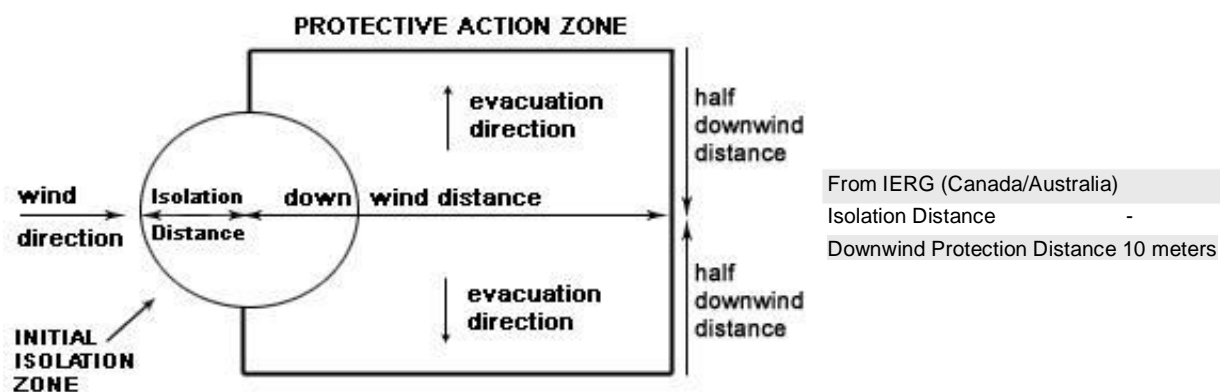 PROTECTIVE ACTION ZONE
evacuation
direction
half
downwind
distance
wind
direction
Isolation
Distance
down wind distance
evacuation
direction
half
downwind
distance
INITIAL
ISOLATION
ZONE
From IERG (Canada/Australia)
Isolation Distance -
Downwind Protection Distance 10 meters